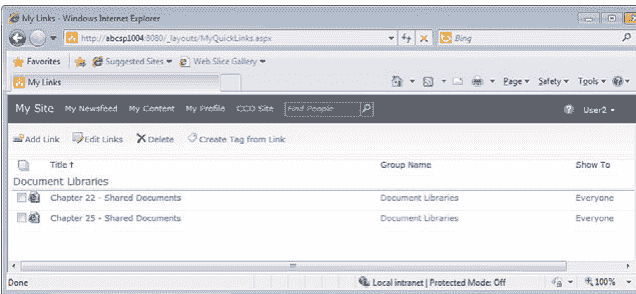 My Links - Windows Internet Explorer
http://abcsp1004:8080/_layouts/MyQuickLinks.aspx
Bing
Favorites Suggested Sites Web Slice Gallery
My Links
Page Safety Tools
My Site My Newsfeed My Content My Profile CCO Site Find People User2
Add Link Edit Links Delete Create Tag from Link
Title Group Name Show To
Document Libraries
Chapter 22 - Shared Documents Document Libraries Everyone
Chapter 25 - Shared Documents Document Libraries Everyone
Done Local intranet | Protected Mode: Off 100%